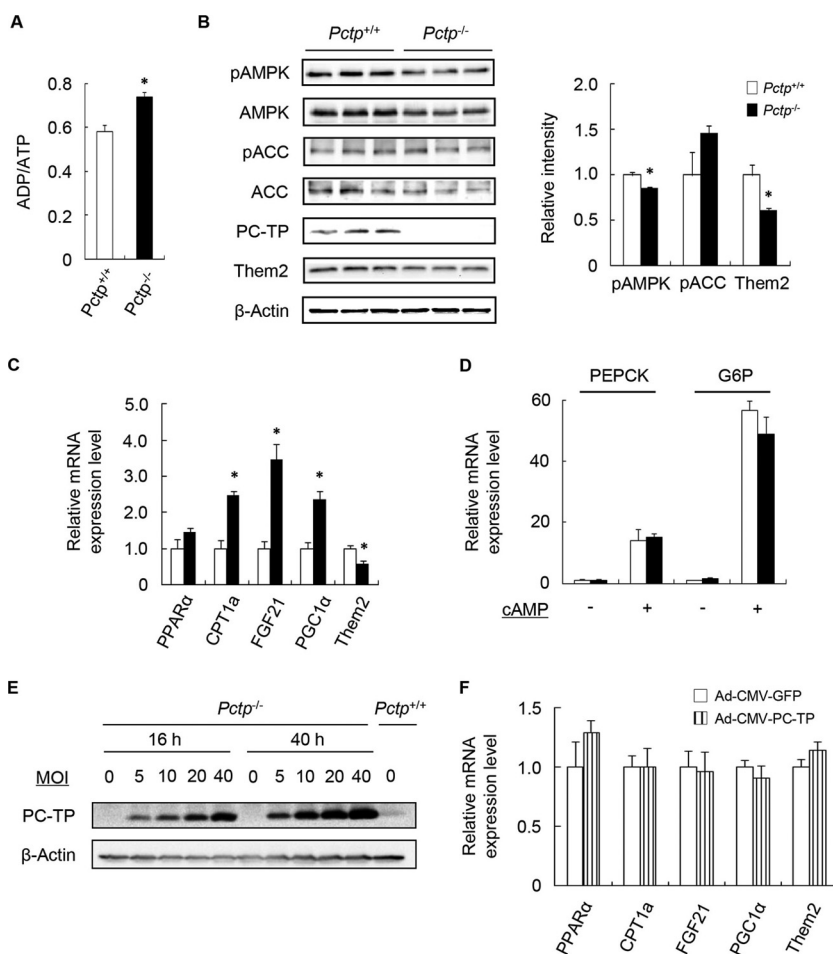 A
ADP/ATP
0.8
0.6
0.4
0.2
0
*
Pctp+/+
Pctp-/-
B
Pctp+/+ Pctp-/-
pAMPK
AMPK
pACC
ACC
PC-TP
Them2
β-Actin
Relative intensity
2.0
1.5
1.0
0.5
0.0
Pctp+/+
Pctp-/-
* *
pAMPK pACC Them2
C
Relative mRNA
expression level
5.0
4.0
3.0
2.0
1.0
0.0
* * * *
PPARα CPT1a FGF21 PGC1α Them2
D
PEPCK G6P
Relative mRNA
expression level
60
40
20
0
cAMP - + - +
E
Pctp-/- Pctp+/+
16 h 40 h
MOI 0 5 10 20 40 0 5 10 20 40 0
PC-TP
β-Actin
F
Ad-CMV-GFP
Ad-CMV-PC-TP
Relative mRNA
expression level
1.5
1.0
0.5
0
PPARα CPT1a FGF21 PGC1α Them2